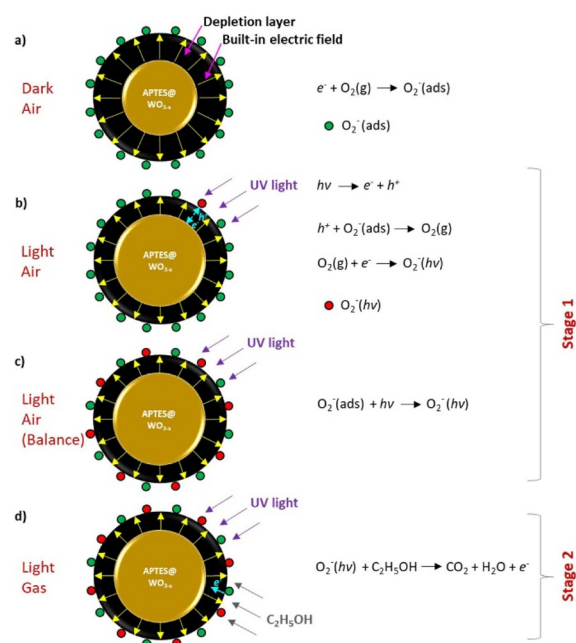 a)
Depletion layer
Built-in electric field
Dark
Air
APTES@
WO₃₋ₓ
e⁻ + O₂(g) → O₂⁻(ads)
O₂⁻(ads)
b)
Light
Air
APTES@
WO₃₋ₓ
h⁺
e⁻
UV light
hν → e⁻ + h⁺
h⁺ + O₂⁻(ads) → O₂(g)
O₂(g) + e⁻ → O₂⁻(hν)
O₂⁻(hν)
Stage 1
c)
Light
Air
(Balance)
APTES@
WO₃₋ₓ
UV light
O₂⁻(ads) + hν → O₂⁻(hν)
d)
Light
Gas
APTES@
WO₃₋ₓ
UV light
e⁻
C₂H₅OH
O₂⁻(hν) + C₂H₅OH → CO₂ + H₂O + e⁻
Stage 2